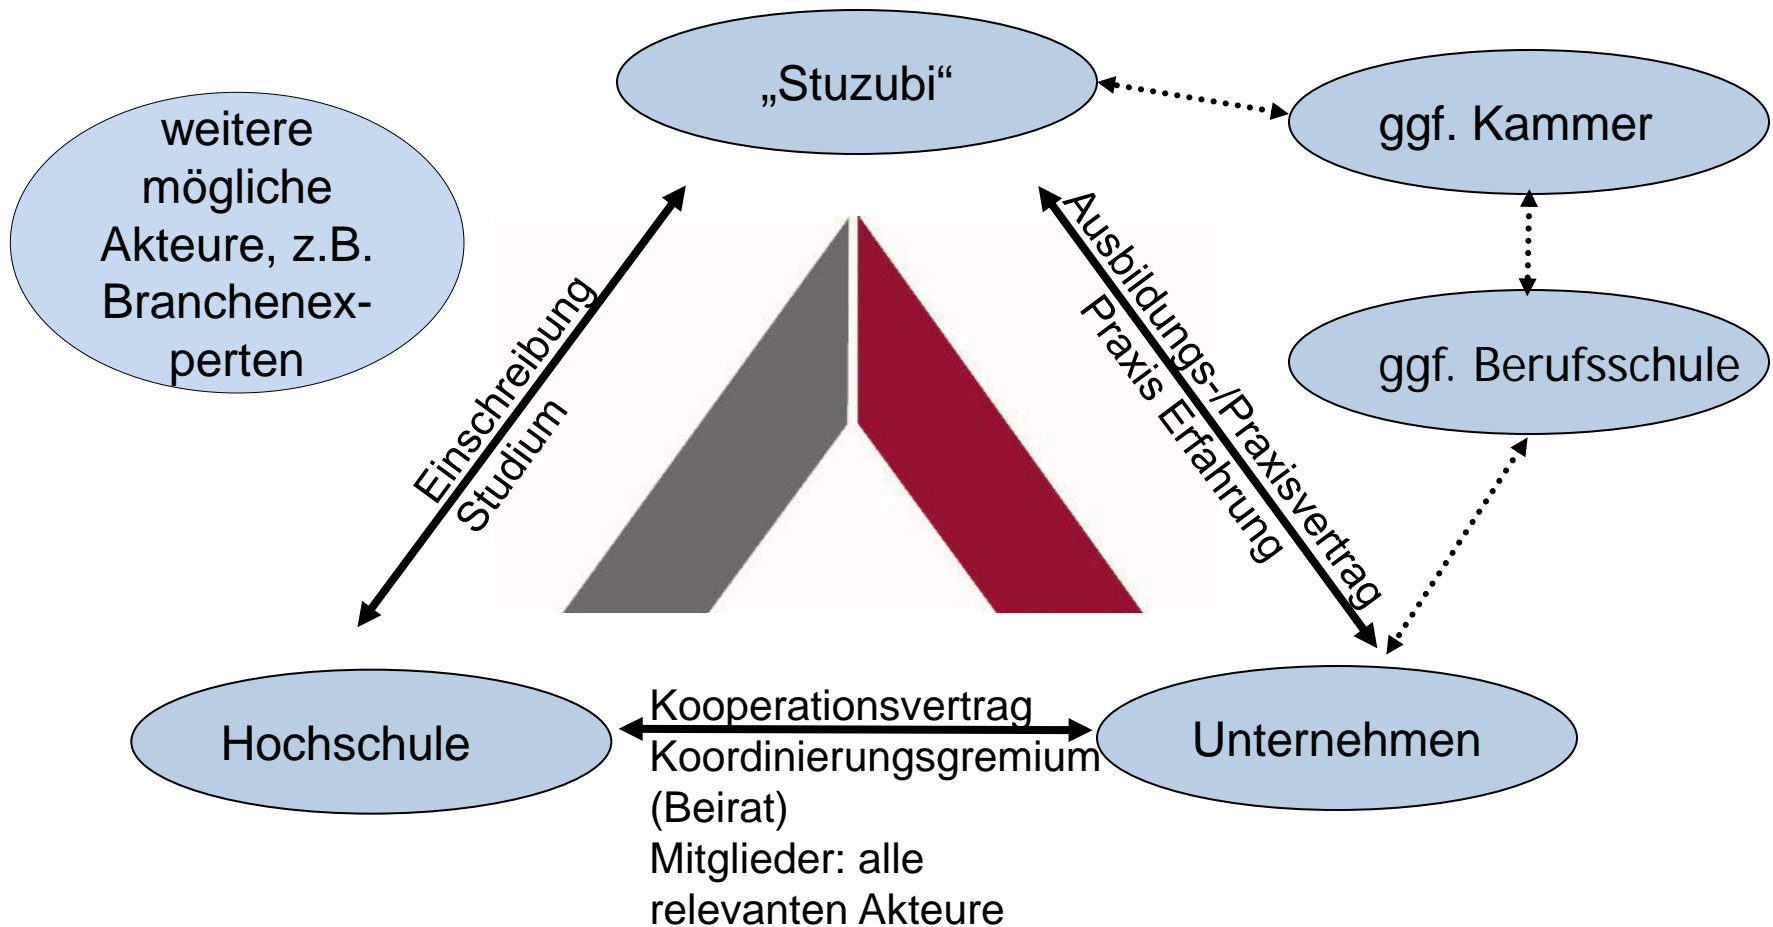 „Stuzubi“
ggf. Kammer
weitere
mögliche
Akteure, z.B.
Branchenex-
perten
Einschreibung
Studium
Ausbildungs-/Praxisvertrag
Praxis Erfahrung
ggf. Berufsschule
Hochschule
Kooperationsvertrag
Koordinierungsgremium
(Beirat)
Mitglieder: alle
relevanten Akteure
Unternehmen